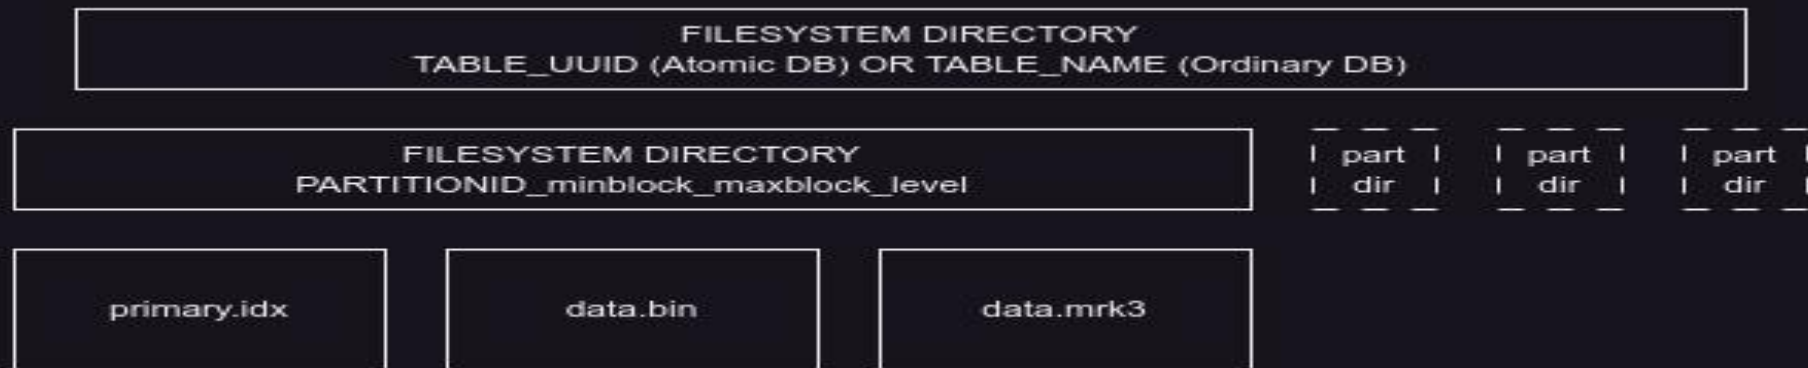 FILESYSTEM DIRECTORY
TABLE_UUID (Atomic DB) OR TABLE_NAME (Ordinary DB)
FILESYSTEM DIRECTORY
PARTITIONID_minblock_maxblock_level
part
dir
part
dir
part
dir
primary.idx
data.bin
data.mrk3